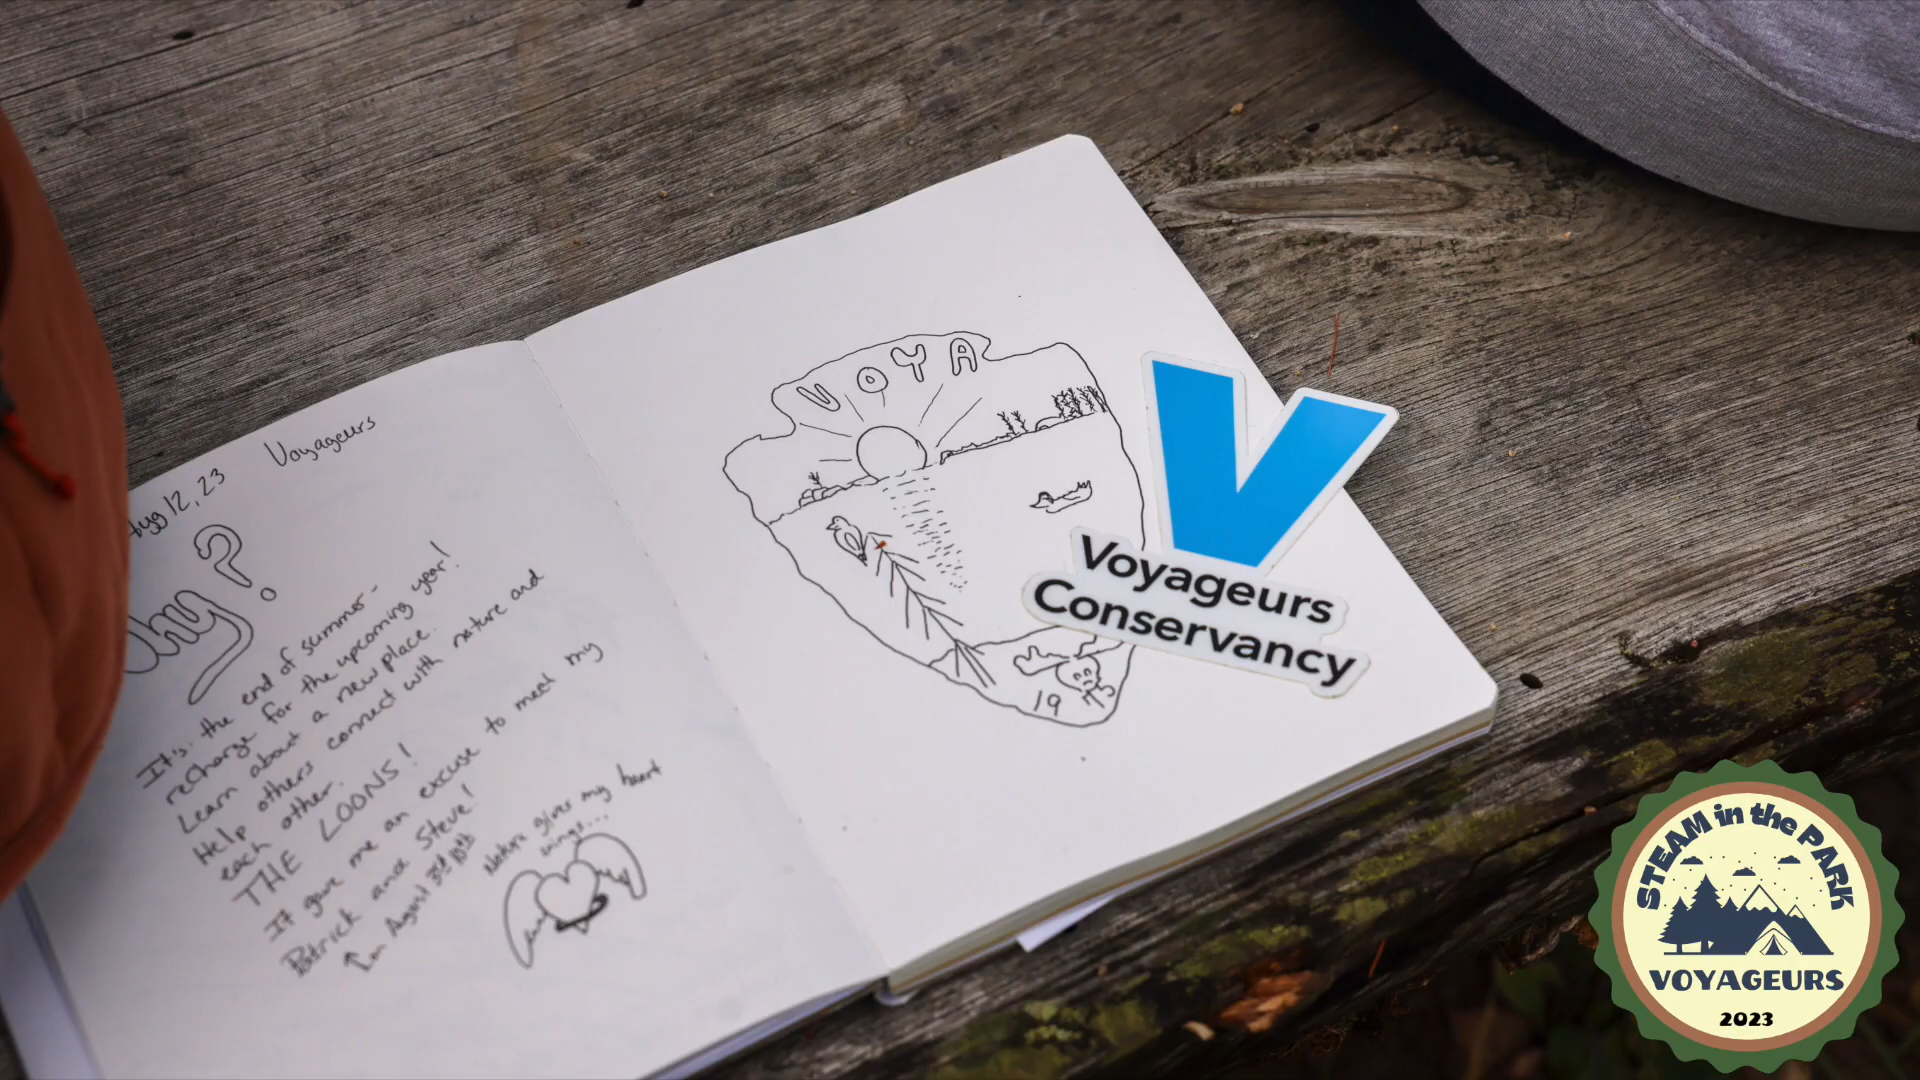 Aug 12, 23 Voyageurs
Why?
It's the end of summer -
recharge for the upcoming year!
Learn about a new place.
Help others connect with nature and
each other.
THE LOONS!
It gave me an excuse to meet my
Patrick and Steve!
on August 3rd 10th
Nature gives my heart
wings...
VOYA
19
Voyageurs
Conservancy
STEAM in the PARK
VOYAGEURS
2023